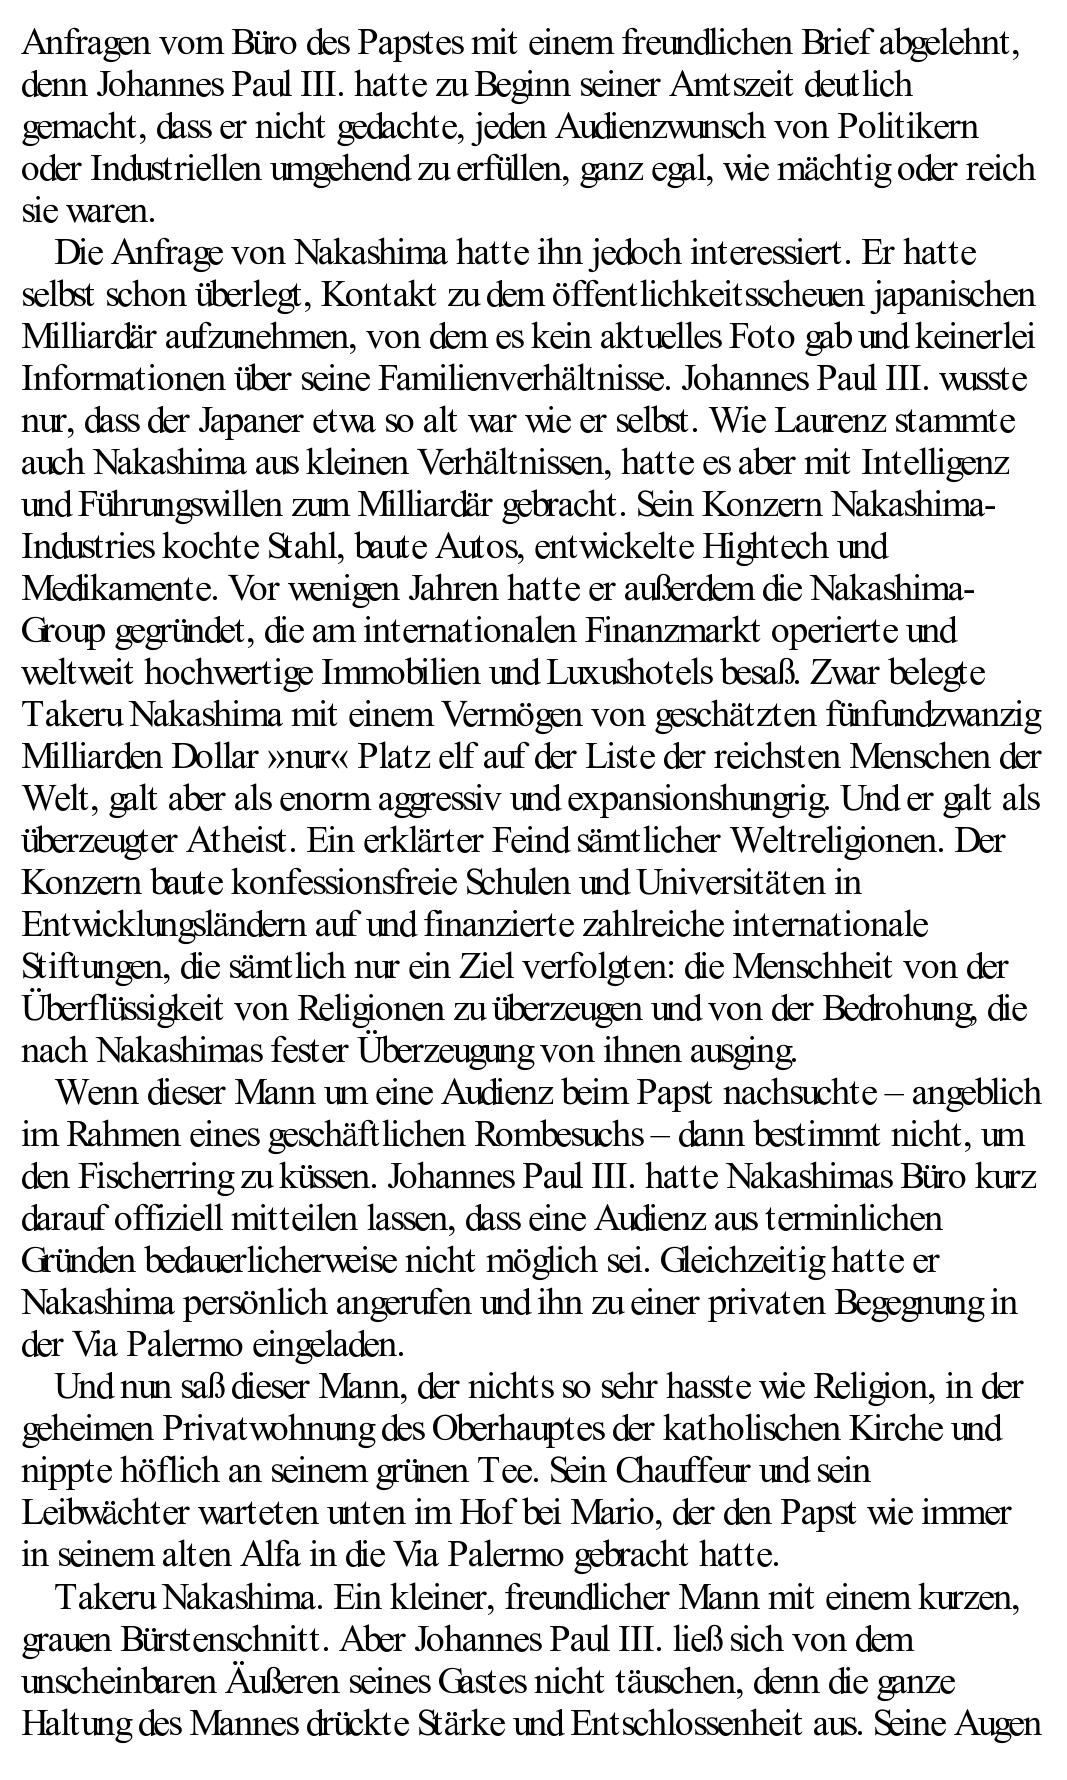 Anfragen vom Büro des Papstes mit einem freundlichen Brief abgelehnt,
denn Johannes Paul III. hatte zu Beginn seiner Amtszeit deutlich
gemacht, dass er nicht gedachte, jeden Audienzwunsch von Politikern
oder Industriellen umgehend zu erfüllen, ganz egal, wie mächtig oder reich
sie waren.
Die Anfrage von Nakashima hatte ihn jedoch interessiert. Er hatte
selbst schon überlegt, Kontakt zu dem öffentlichkeitsscheuen japanischen
Milliardär aufzunehmen, von dem es kein aktuelles Foto gab und keinerlei
Informationen über seine Familienverhältnisse. Johannes Paul III. wusste
nur, dass der Japaner etwa so alt war wie er selbst. Wie Laurenz stammte
auch Nakashima aus kleinen Verhältnissen, hatte es aber mit Intelligenz
und Führungswillen zum Milliardär gebracht. Sein Konzern Nakashima-
Industries kochte Stahl, baute Autos, entwickelte Hightech und
Medikamente. Vor wenigen Jahren hatte er außerdem die Nakashima-
Group gegründet, die am internationalen Finanzmarkt operierte und
weltweit hochwertige Immobilien und Luxushotels besaß. Zwar belegte
Takeru Nakashima mit einem Vermögen von geschätzten fünfundzwanzig
Milliarden Dollar »nur« Platz elf auf der Liste der reichsten Menschen der
Welt, galt aber als enorm aggressiv und expansionshungrig. Und er galt als
überzeugter Atheist. Ein erklärter Feind sämtlicher Weltreligionen. Der
Konzern baute konfessionsfreie Schulen und Universitäten in
Entwicklungsländern auf und finanzierte zahlreiche internationale
Stiftungen, die sämtlich nur ein Ziel verfolgten: die Menschheit von der
Überflüssigkeit von Religionen zu überzeugen und von der Bedrohung, die
nach Nakashimas fester Überzeugung von ihnen ausging.
Wenn dieser Mann um eine Audienz beim Papst nachsuchte – angeblich
im Rahmen eines geschäftlichen Rombesuchs – dann bestimmt nicht, um
den Fischerring zu küssen. Johannes Paul III. hatte Nakashimas Büro kurz
darauf offiziell mitteilen lassen, dass eine Audienz aus terminlichen
Gründen bedauerlicherweise nicht möglich sei. Gleichzeitig hatte er
Nakashima persönlich angerufen und ihn zu einer privaten Begegnung in
der Via Palermo eingeladen.
Und nun saß dieser Mann, der nichts so sehr hasste wie Religion, in der
geheimen Privatwohnung des Oberhauptes der katholischen Kirche und
nippte höflich an seinem grünen Tee. Sein Chauffeur und sein
Leibwächter warteten unten im Hof bei Mario, der den Papst wie immer
in seinem alten Alfa in die Via Palermo gebracht hatte.
Takeru Nakashima. Ein kleiner, freundlicher Mann mit einem kurzen,
grauen Bürstenschnitt. Aber Johannes Paul III. ließ sich von dem
unscheinbaren Äußeren seines Gastes nicht täuschen, denn die ganze
Haltung des Mannes drückte Stärke und Entschlossenheit aus. Seine Augen